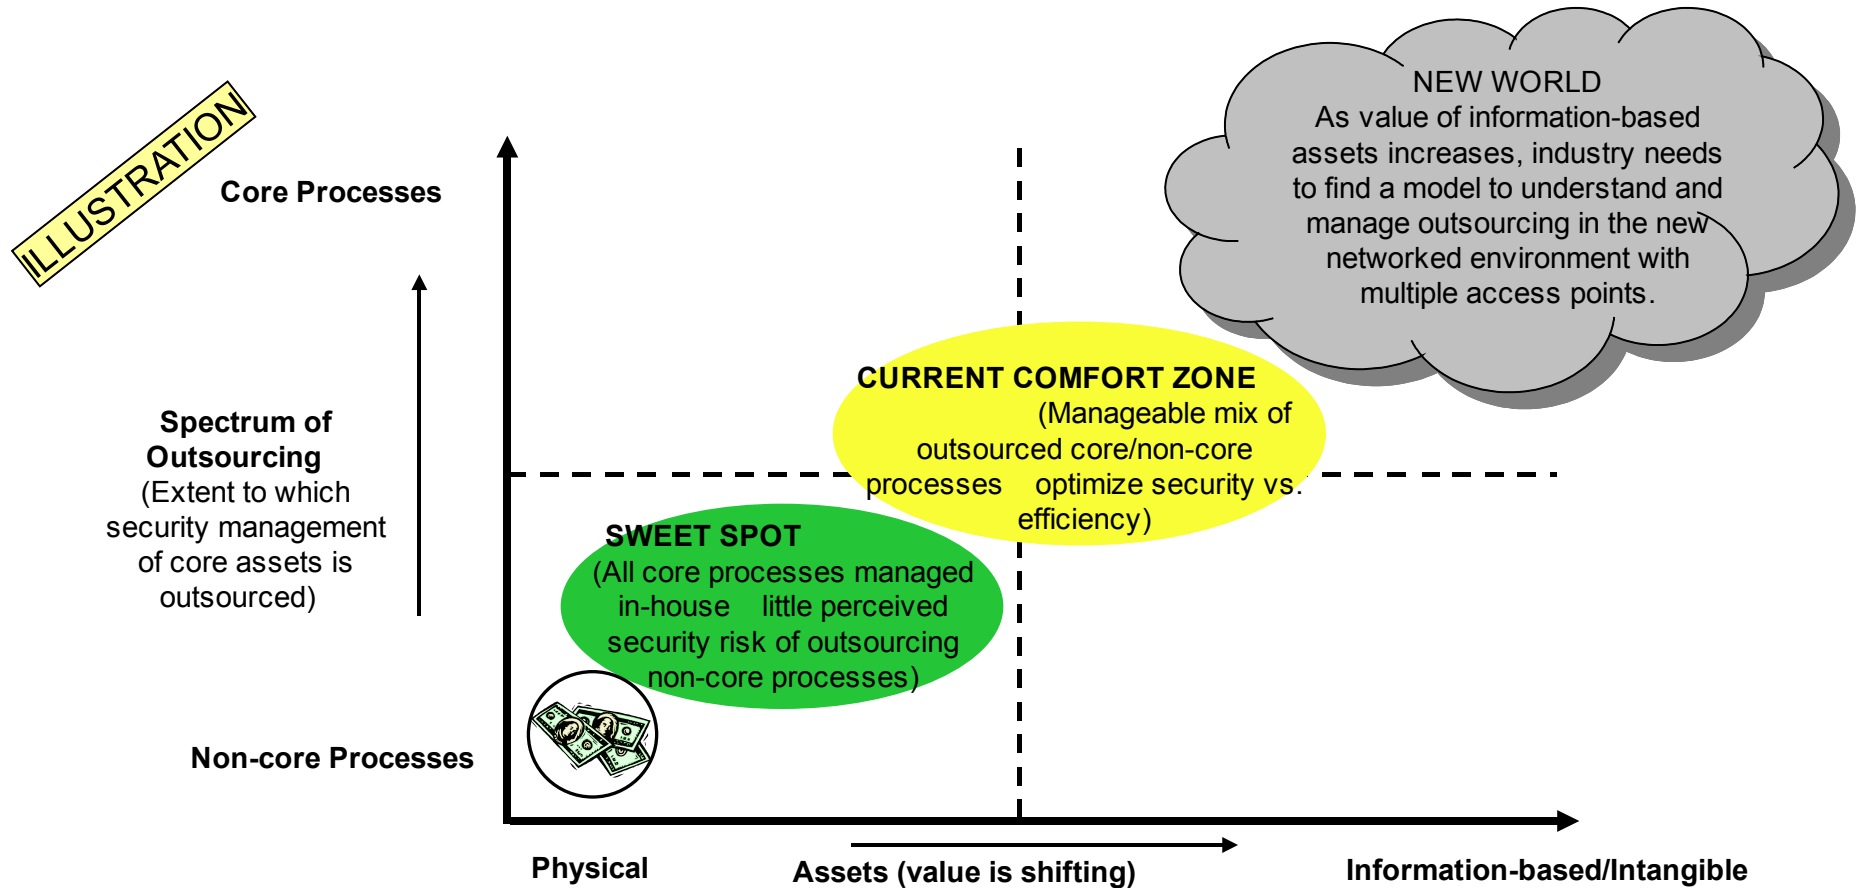 ILLUSTRATION
NEW WORLD
As value of information-based
assets increases, industry needs
to find a model to understand and
manage outsourcing in the new
networked environment with
multiple access points.
Core Processes
CURRENT COMFORT ZONE
(Manageable mix of
outsourced core/non-core
processes optimize security vs.
efficiency)
Spectrum of
Outsourcing
(Extent to which
security management
of core assets is
outsourced)
SWEET SPOT
(All core processes managed
in-house little perceived
security risk of outsourcing
non-core processes)
Non-core Processes
Physical
Assets (value is shifting)
Information-based/Intangible